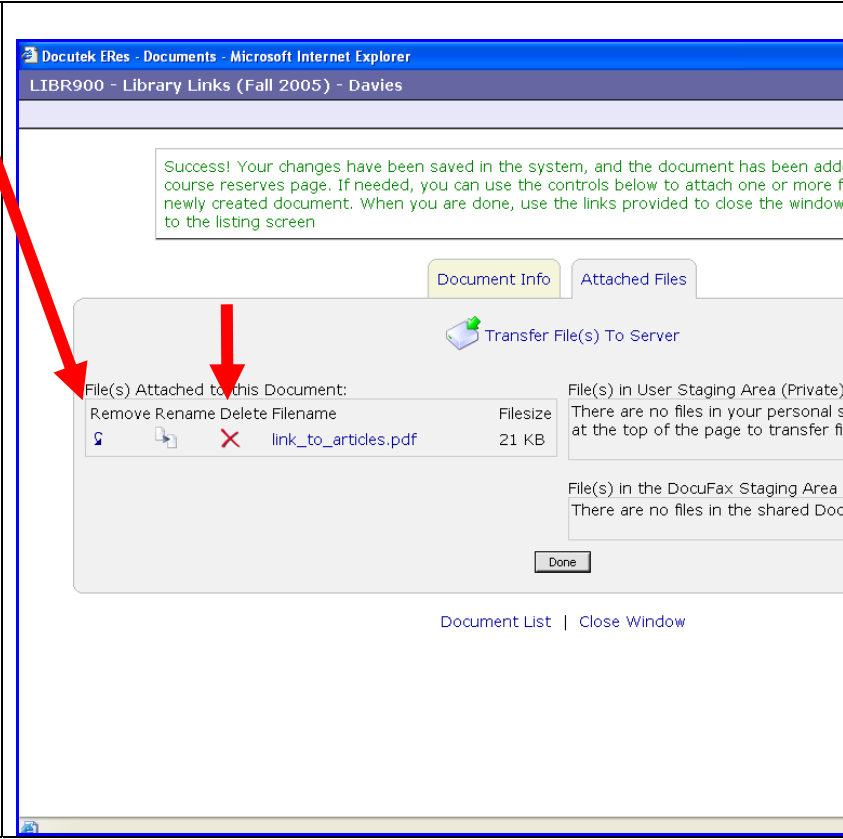 Docutek ERes - Documents - Microsoft Internet Explorer
LIBR900 - Library Links (Fall 2005) - Davies
Success! Your changes have been saved in the system, and the document has been add
course reserves page. If needed, you can use the controls below to attach one or more f
newly created document. When you are done, use the links provided to close the window
to the listing screen
Document Info Attached Files
Transfer File(s) To Server
File(s) Attached to this Document:
Remove Rename Delete Filename Filesize
link_to_articles.pdf 21 KB
File(s) in User Staging Area (Private)
There are no files in your personal s
at the top of the page to transfer fi
File(s) in the DocuFax Staging Area
There are no files in the shared Doc
Done
Document List | Close Window